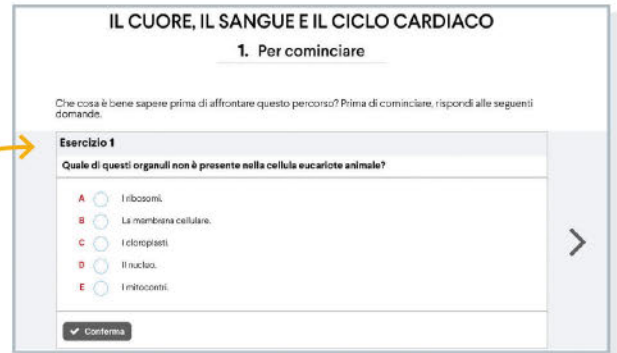 IL CUORE, IL SANGUE E IL CICLO CARDIACO
1. Per cominciare
Che cosa è bene sapere prima di affrontare questo percorso? Prima di cominciare, rispondi alle seguenti
domande.
Esercizio 1
Quale di questi organuli non è presente nella cellula eucariote animale?
A I ribosomi.
B La membrana cellulare.
C I cloroplasti.
D Il nucleo.
E I mitocontri.
Conferma